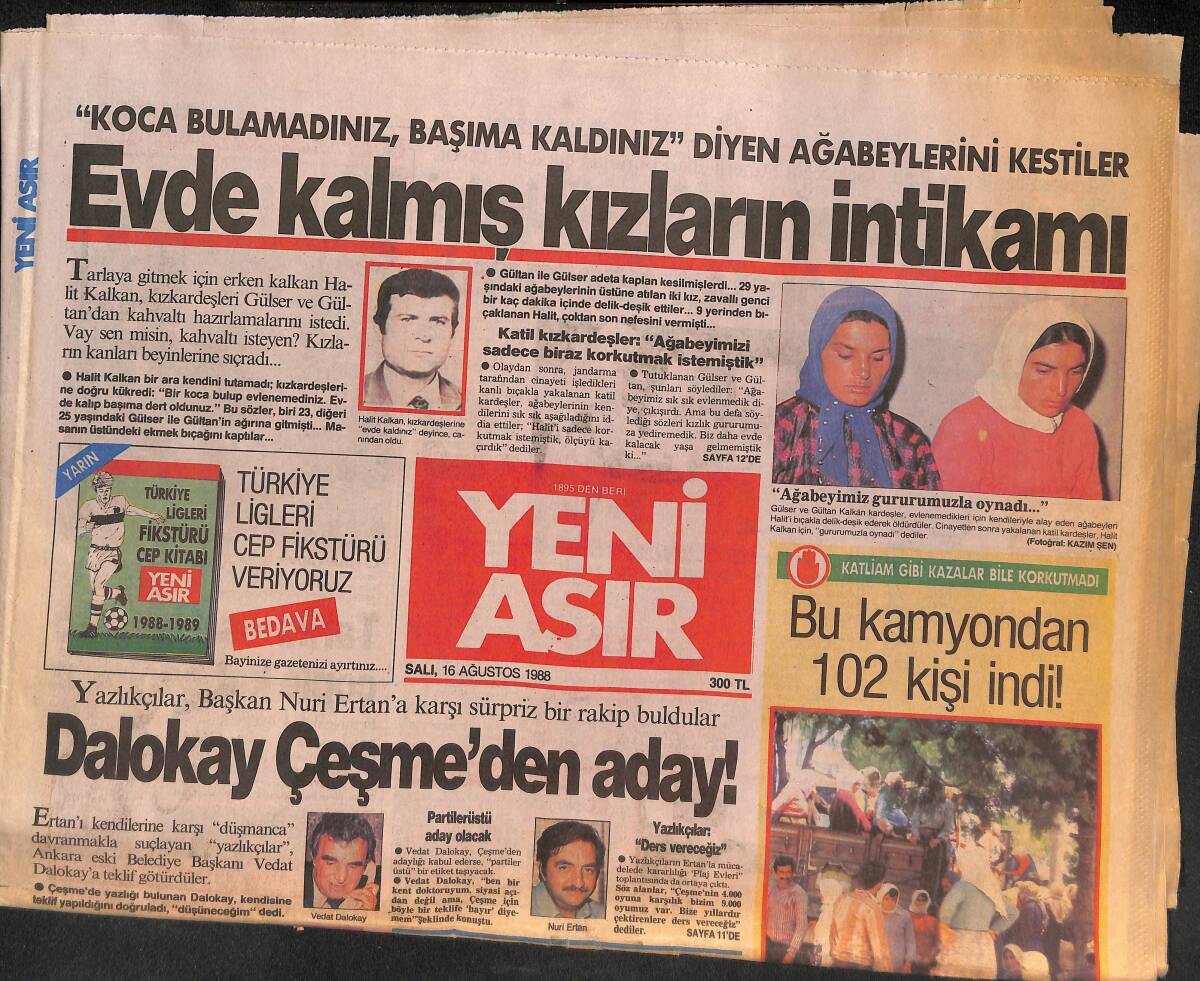 YENİ ASIR
"KOCA BULAMADINIZ, BAŞIMA KALDINIZ" DİYEN AĞABEYLERİNİ KESTİLER
Evde kalmış kızların intikamı
Tarlaya gitmek için erken kalkan Ha-
lit Kalkan, kızkardeşleri Gülser ve Gül-
tan'dan kahvaltı hazırlamalarını istedi.
Vay sen misin, kahvaltı isteyen? Kızla-
rın kanları beyinlerine sıçradı...
● Halit Kalkan bir ara kendini tutamadı; kızkardeşleri-
ne doğru kükredi: "Bir koca bulup evlenemediniz. Ev-
de kalıp başıma dert oldunuz." Bu sözler, biri 23, diğeri
25 yaşındaki Gülser ile Gültan'ın ağırına gitmişti... Ma-
sanın üstündeki ekmek bıçağını kaptılar...
Halit Kalkan, kızkardeşlerine
"evde kaldınız" deyince, ca-
nından oldu.
● Gültan ile Gülser adeta kaplan kesilmişlerdi... 29 ya-
şındaki ağabeylerinin üstüne atılan iki kız, zavallı genci
bir kaç dakika içinde delik-deşik ettiler... 9 yerinden bı-
çaklanan Halit, çoktan son nefesini vermişti...
Katil kızkardeşler: "Ağabeyimizi
sadece biraz korkutmak istemiştik"
● Olaydan sonra, jandarma
tarafından cinayeti işledikleri
kanlı bıçakla yakalanan katil
kardeşler, ağabeylerinin ken-
dilerini sık sık aşağıladığını id-
dia ettiler; "Halit'i sadece kor-
kutmak istemiştik, ölçüyü ka-
çırdık" dediler.
● Tutuklanan Gülser ve Gül-
tan, şunları söylediler: "Ağa-
beyimiz sık sık evlenmemiz di-
ye, çıkışırdı. Ama bu defa söy-
lediği sözleri kızlık gururumu-
za yediremedik. Biz daha evde
kalacak yaşa gelmemiştik
ki..."
SAYFA 12'DE
"Ağabeyimiz gururumuzla oynadı..."
Gülser ve Gültan Kalkan kardeşler, evlenemedikleri için kendileriyle alay eden ağabeyleri
Halit'i bıçakla delik-deşik ederek öldürdüler. Cinayetten sonra yakalanan katil kardeşler, Halit
Kalkan için, "gururumuzla oynadı" dediler.
(Fotoğraf: KAZIM ŞEN)
YARIN
TÜRKİYE
LİGLERİ
FİKSTÜRÜ
CEP KİTABI
YENİ
ASIR
1988-1989
TÜRKİYE
LİGLERİ
CEP FİKSTÜRÜ
VERİYORUZ
BEDAVA
Bayinize gazetenizi ayırtınız....
1895'DEN BERİ
YENİ
ASIR
SALI, 16 AĞUSTOS 1988
300 TL
KATLİAM GİBİ KAZALAR BİLE KORKUTMADI
Bu kamyondan
102 kişi indi!
Yazlıkçılar, Başkan Nuri Ertan'a karşı sürpriz bir rakip buldular
Dalokay Çeşme'den aday!
Ertan'ı kendilerine karşı "düşmanca"
davranmakla suçlayan "yazlıkçılar",
Ankara eski Belediye Başkanı Vedat
Dalokay'a teklif götürdüler.
● Çeşme'de yazlığı bulunan Dalokay, kendisine
teklif yapıldığını doğruladı, "düşüneceğim" dedi.
Vedat Dalokay
Partilerüstü
aday olacak
● Vedat Dalokay, Çeşme'den
adaylığı kabul ederse, "partiler
üstü" bir etiket taşıyacak.
● Vedat Dalokay, "ben bir
kent doktoruyum, siyasi açı-
dan değil ama, Çeşme için
böyle bir teklife 'hayır' diye-
mem" şeklinde konuştu.
Nuri Ertan
Yazlıkçılar:
"Ders vereceğiz"
● Yazlıkçıların Ertan'la müca-
delede kararlılığı 'Plaj Evleri'
toplantısında da ortaya çıktı.
Söz alanlar, "Çeşme'nin 4.000
oyuna karşılık bizim 9.000
oyumuz var. Bize yıllardır
çektirenlere ders vereceğiz"
dediler.
SAYFA 11'DE